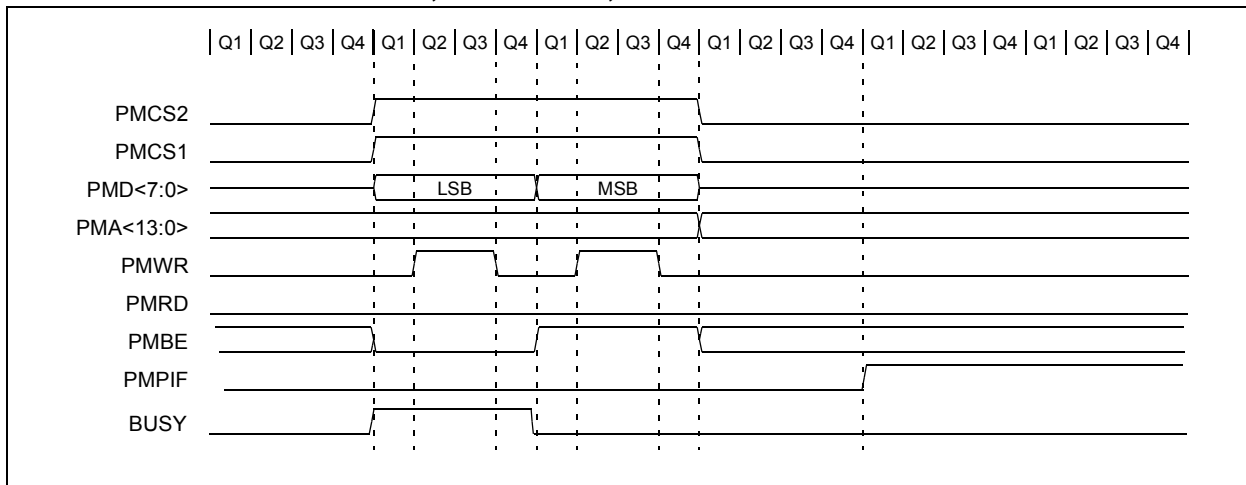 | Q1 | Q2 | Q3 | Q4 | Q1 | Q2 | Q3 | Q4 | Q1 | Q2 | Q3 | Q4 | Q1 | Q2 | Q3 | Q4 | Q1 | Q2 | Q3 | Q4 | Q1 | Q2 | Q3 | Q4 |
PMCS2
PMCS1
PMD<7:0> LSB MSB
PMA<13:0>
PMWR
PMRD
PMBE
PMPIF
BUSY